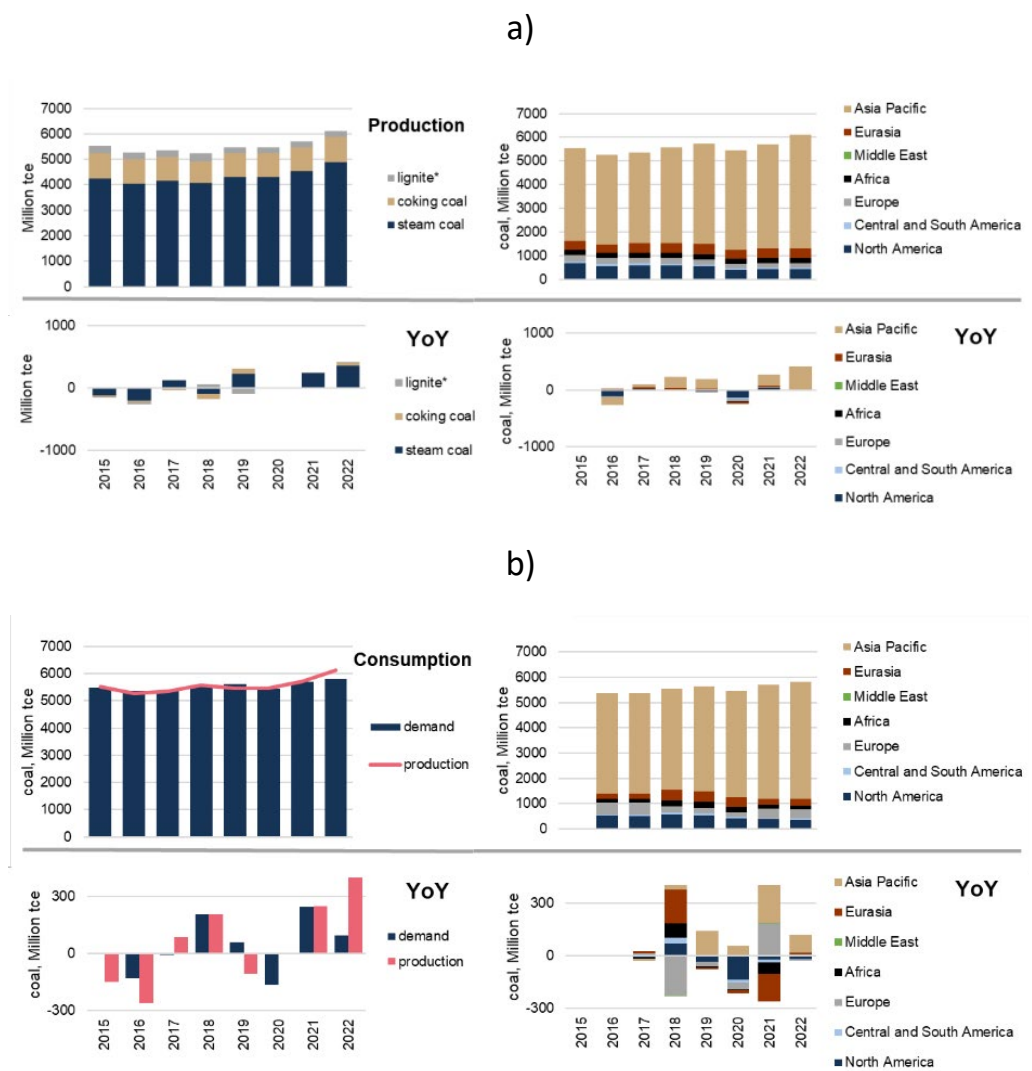 a)
7000
6000
5000
4000
3000
2000
1000
0
Million tce
Production
lignite*
coking coal
steam coal
7000
6000
5000
4000
3000
2000
1000
0
coal, Million tce
Asia Pacific
Eurasia
Middle East
Africa
Europe
Central and South America
North America
1000
0
-1000
Million tce
YoY
lignite*
coking coal
steam coal
2015
2016
2017
2018
2019
2020
2021
2022
1000
0
-1000
coal, Million tce
YoY
Asia Pacific
Eurasia
Middle East
Africa
Europe
Central and South America
North America
2015
2016
2017
2018
2019
2020
2021
2022
b)
7000
6000
5000
4000
3000
2000
1000
0
coal, Million tce
Consumption
demand
production
7000
6000
5000
4000
3000
2000
1000
0
coal, Million tce
Asia Pacific
Eurasia
Middle East
Africa
Europe
Central and South America
North America
300
0
-300
coal, Million tce
YoY
demand
production
2015
2016
2017
2018
2019
2020
2021
2022
300
0
-300
coal, Million tce
YoY
Asia Pacific
Eurasia
Middle East
Africa
Europe
Central and South America
North America
2015
2016
2017
2018
2019
2020
2021
2022